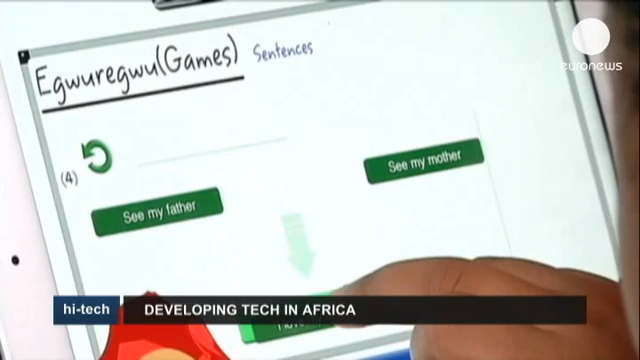 Egwuregwu(Games) Sentences
euronews
(4)
See my mother
See my father
hi-tech DEVELOPING TECH IN AFRICA